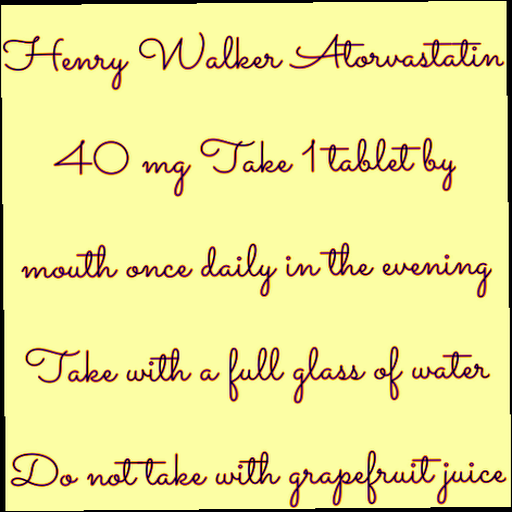 Henry Walker Atorvastatin
40 mg Take 1 tablet by
mouth once daily in the evening
Take with a full glass of water
Do not take with grapefruit juice